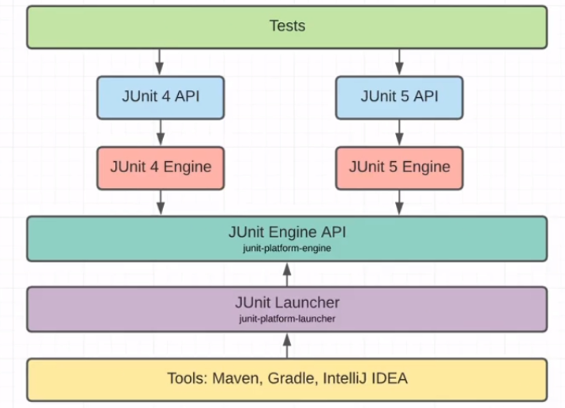 Tests
JUnit 4 API
JUnit 5 API
JUnit 4 Engine
JUnit 5 Engine
JUnit Engine API
junit-platform-engine
JUnit Launcher
junit-platform-launcher
Tools: Maven, Gradle, IntelliJ IDEA